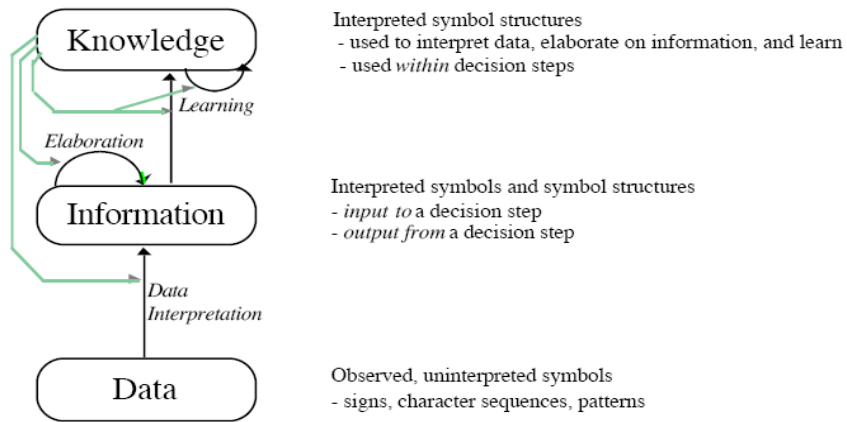 Knowledge
Interpreted symbol structures
- used to interpret data, elaborate on information, and learn
- used within decision steps
Learning
Elaboration
Information
Interpreted symbols and symbol structures
- input to a decision step
- output from a decision step
Data
Interpretation
Data
Observed, uninterpreted symbols
- signs, character sequences, patterns